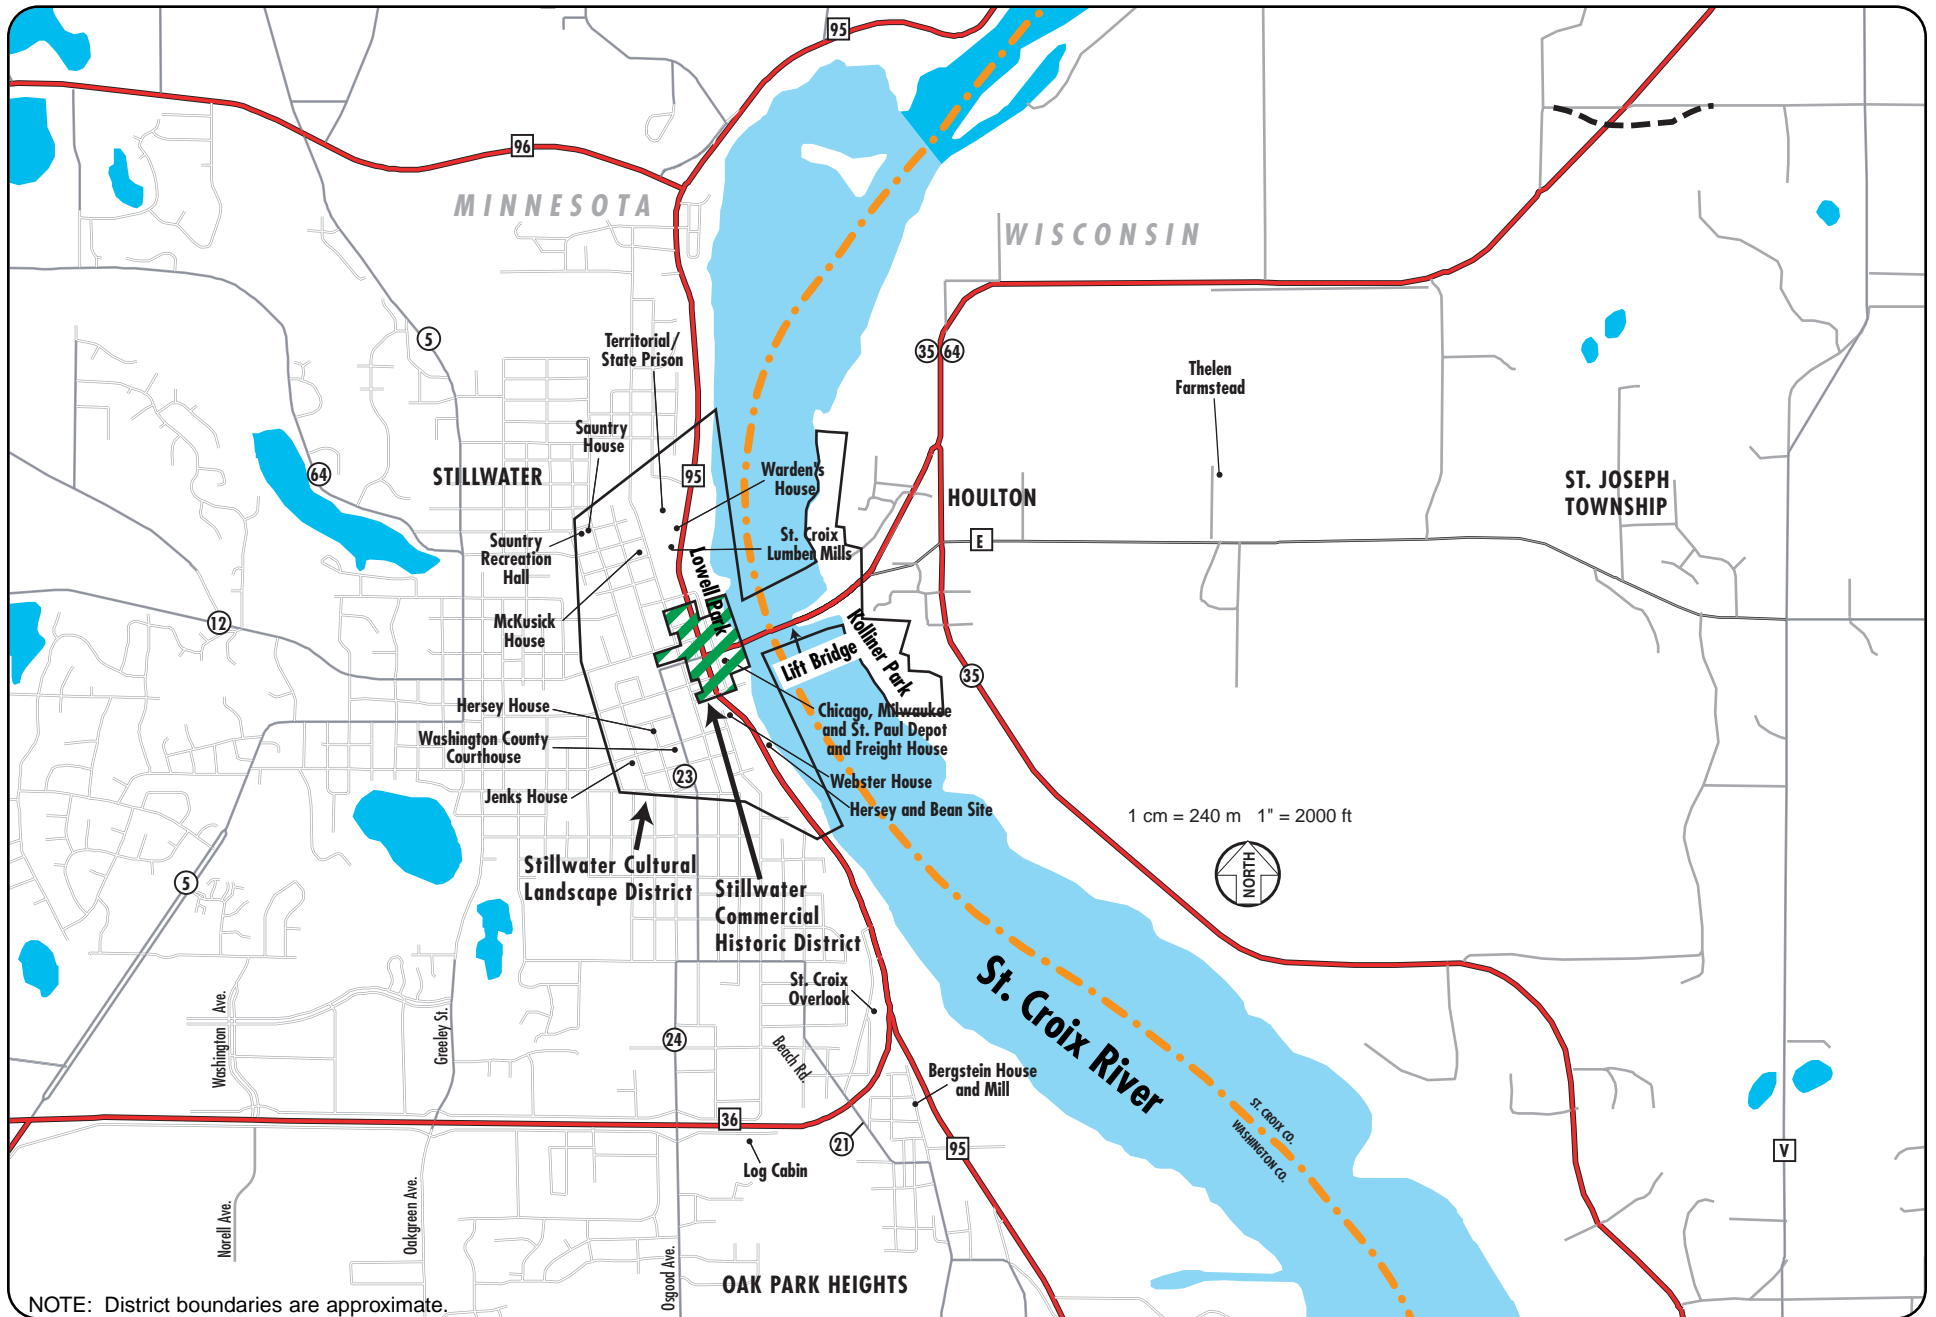 95
96
MINNESOTA
WISCONSIN
5
Territorial/
State Prison
35
64
Thelen
Farmstead
Sauntry
House
64
STILLWATER
95
Warden's
House
HOULTON
ST. JOSEPH
TOWNSHIP
Sauntry
Recreation
Hall
St. Croix
Lumber Mills
E
Lowell Park
12
McKusick
House
Kolliner Park
Lift Bridge
35
Hersey House
Chicago, Milwaukee
and St. Paul Depot
and Freight House
Washington County
Courthouse
23
Webster House
Jenks House
Hersey and Bean Site
1 cm = 240 m 1" = 2000 ft
NORTH
Stillwater Cultural
Landscape District
5
Stillwater
Commercial
Historic District
St. Croix
Overlook
St. Croix River
Washington Ave.
Greeley St.
24
Beach Rd.
Bergstein House
and Mill
ST. CROIX CO.
WASHINGTON CO.
36
21
95
V
Log Cabin
Norell Ave.
Oakgreen Ave.
Osgood Ave.
OAK PARK HEIGHTS
NOTE: District boundaries are approximate.